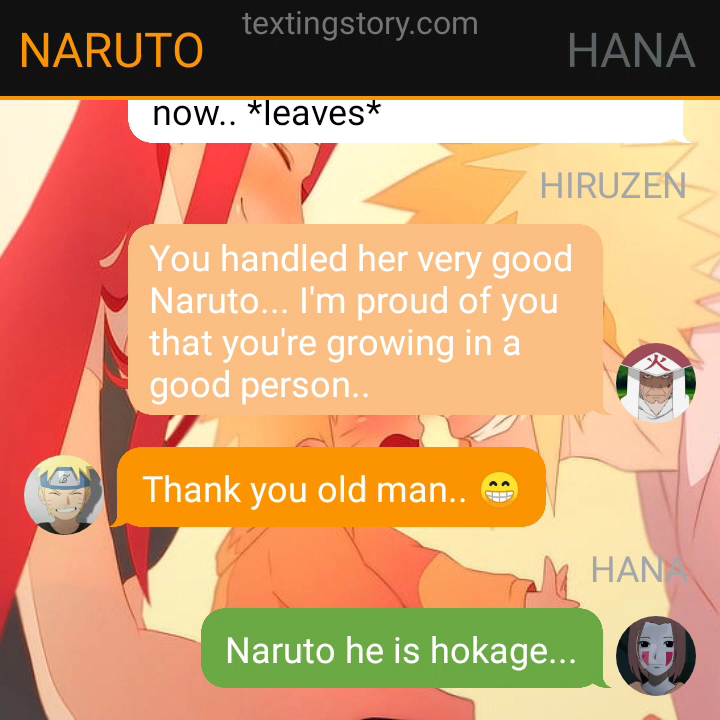 textingstory.com
NARUTO
HANA
now.. *leaves*
HIRUZEN
You handled her very good
Naruto... I'm proud of you
that you're growing in a
good person..
火
Thank you old man.. 😁
HANA
Naruto he is hokage...